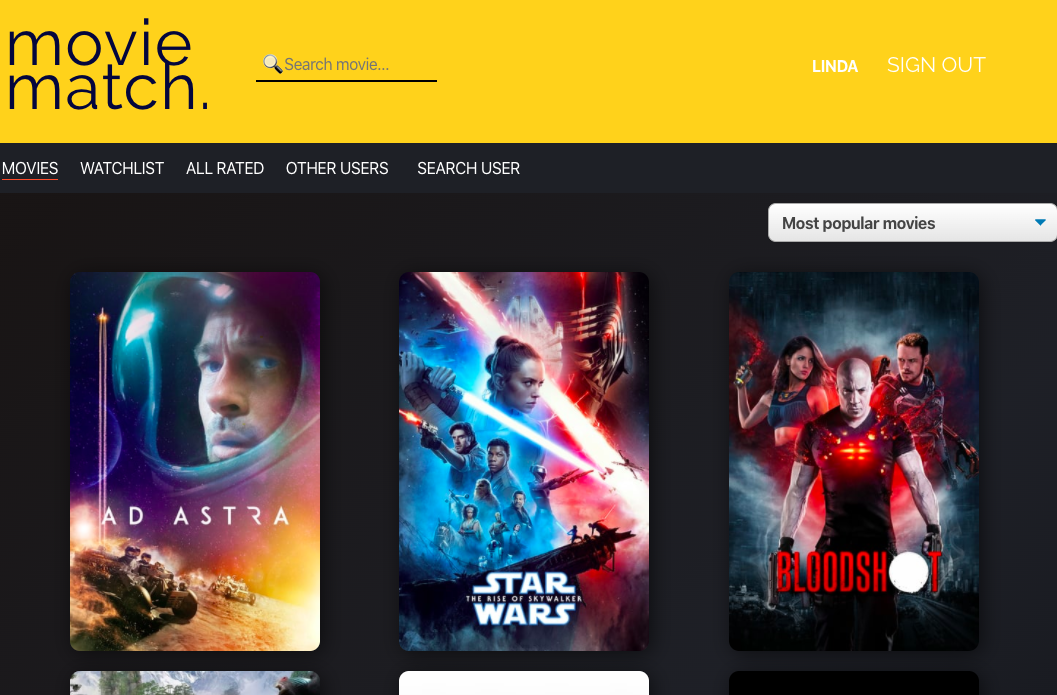 movie
match.
Search movie...
LINDA
SIGN OUT
MOVIES
WATCHLIST
ALL RATED
OTHER USERS
SEARCH USER
Most popular movies
AD ASTRA
STAR
THE RISE OF SKYWALKER
WARS
BLOODSHOT